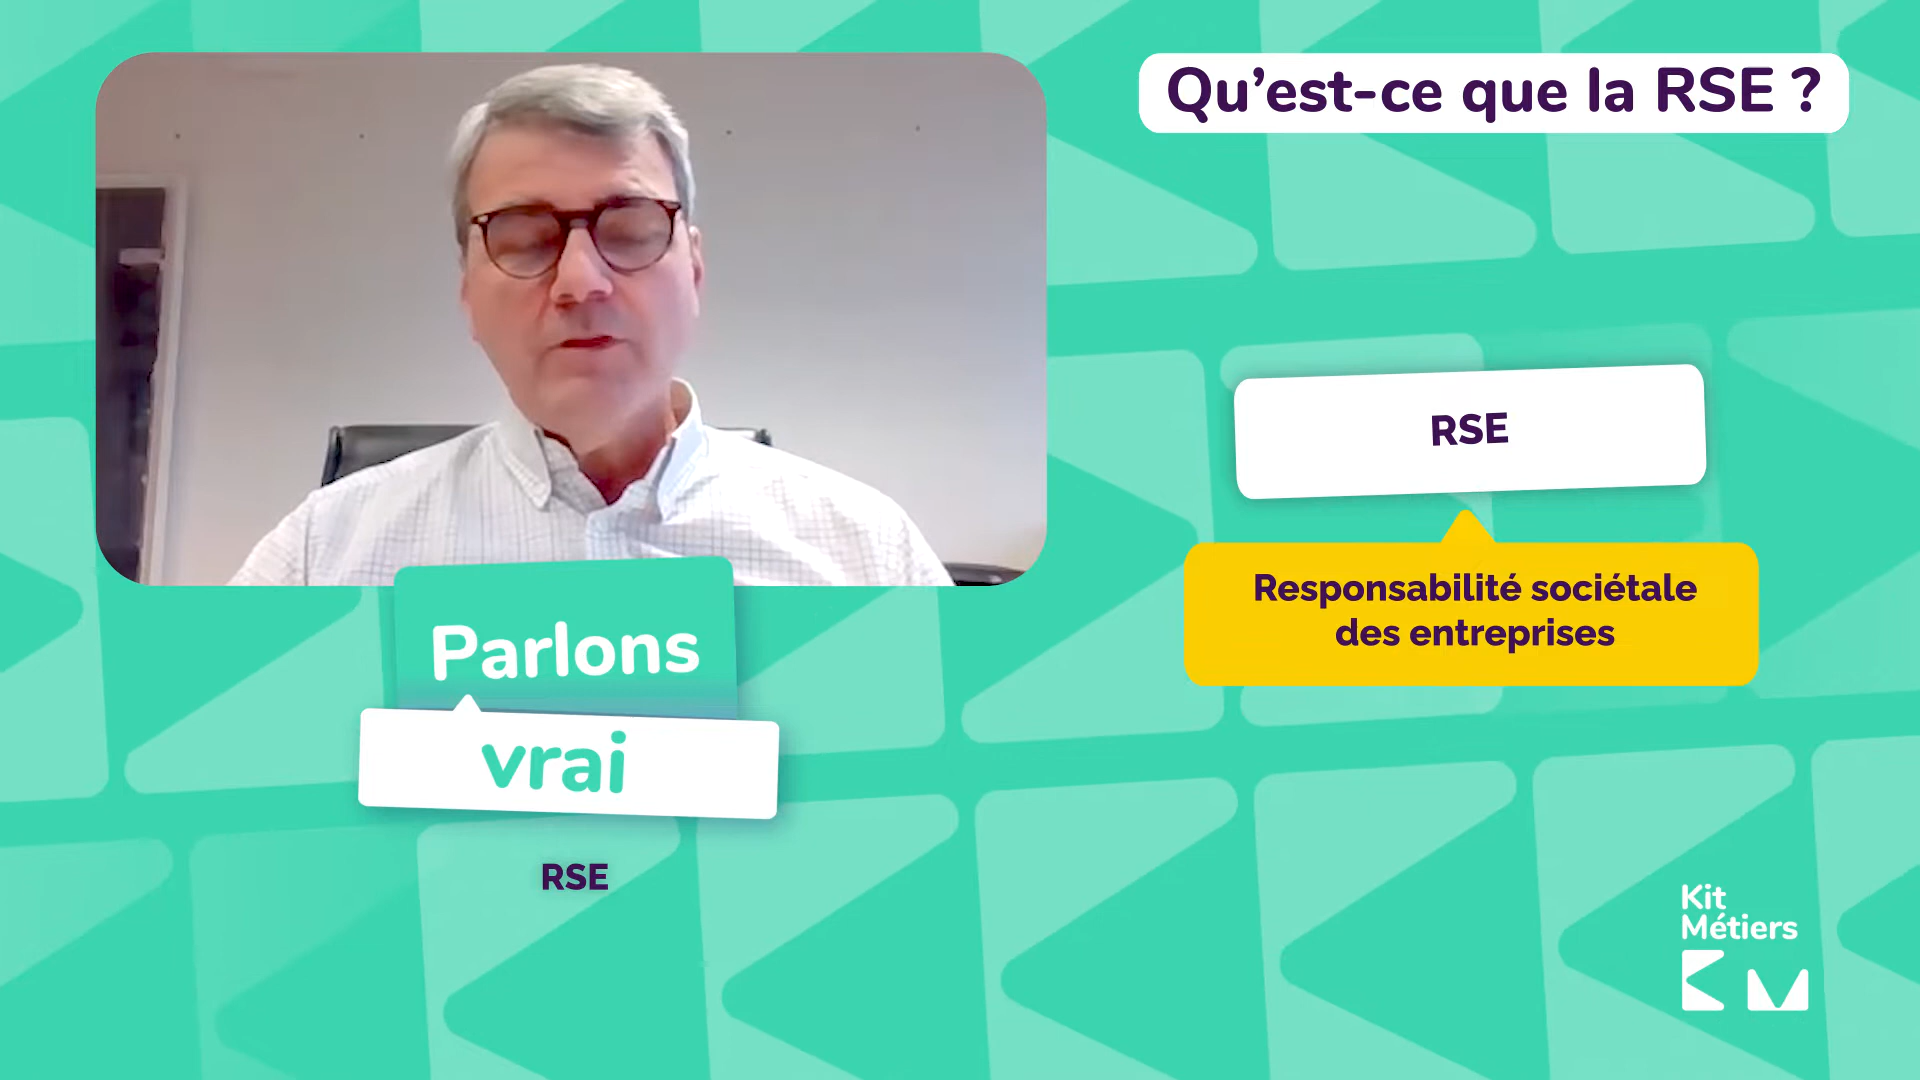 Qu’est-ce que la RSE ?
RSE
Responsabilité sociétale
des entreprises
Parlons
vrai
RSE
Kit
Métiers